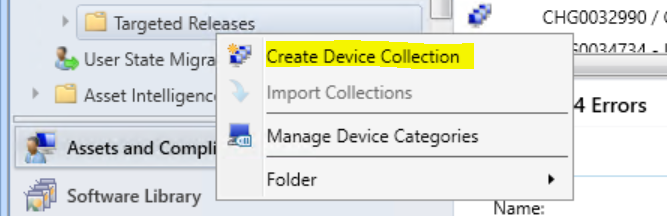 Targeted Releases
CHG0032990 / C
User State Migra
Create Device Collection
G0034734 -
Asset Intelligenc
Import Collections
4 Errors
Manage Device Categories
Assets and Compli
Folder
Software Library
Name: